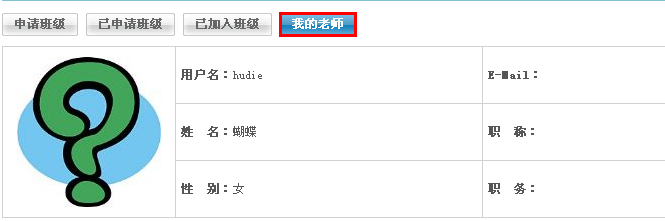 申请班级 已申请班级 已加入班级 我的老师
用户名：hudie E-Mail：
姓 名：蝴蝶 职 称：
性 别：女 职 务：